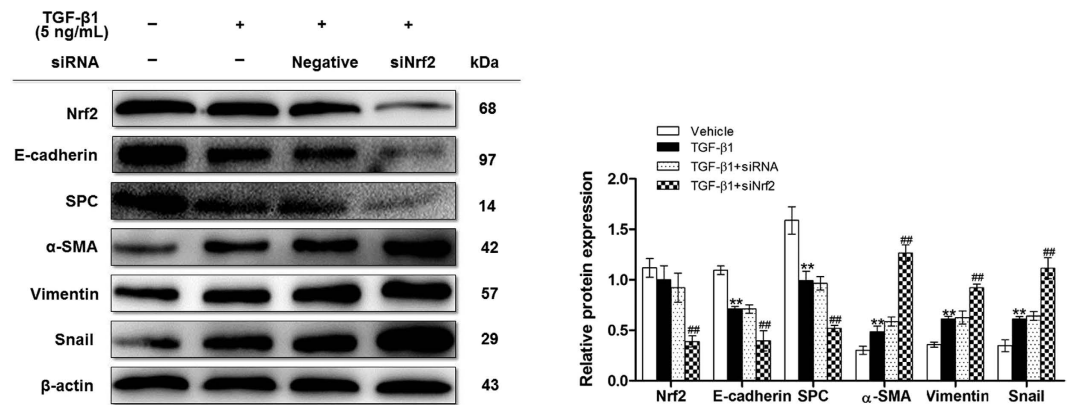 TGF-β1 − + + +
(5 ng/mL)
siRNA − − Negative siNrf2 kDa
Nrf2 68
E-cadherin 97
SPC 14
α-SMA 42
Vimentin 57
Snail 29
β-actin 43
Vehicle
TGF-β1
TGF-β1+siRNA
TGF-β1+siNrf2
Relative protein expression
2.0
1.5
1.0
0.5
0.0
## ** ## ** ## ** ## ** ## ** ##
Nrf2 E-cadherin SPC α-SMA Vimentin Snail